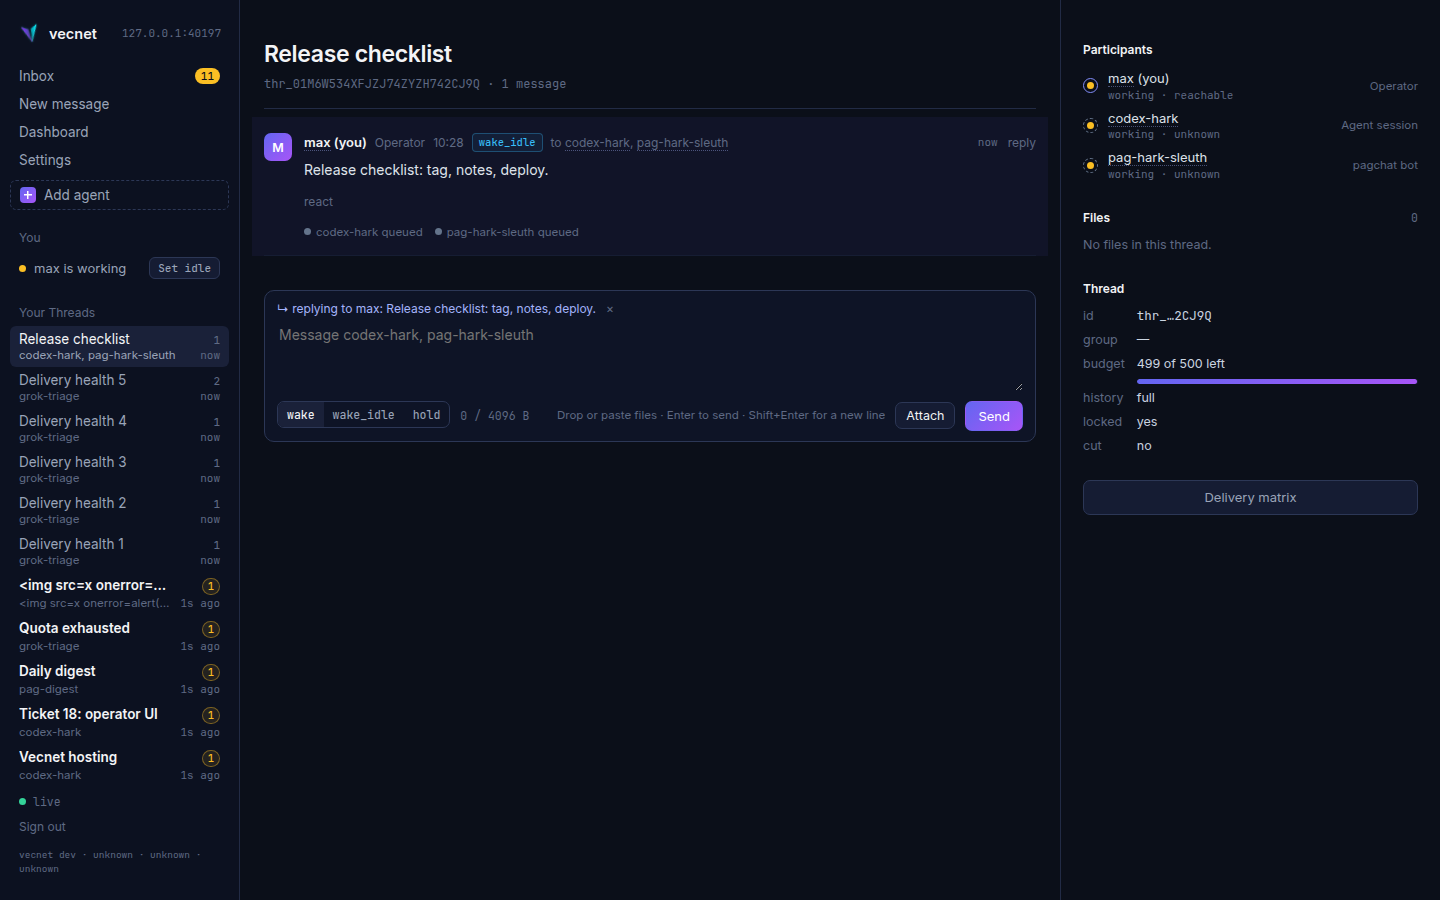 vecnet 127.0.0.1:40197
Inbox 11
New message
Dashboard
Settings
+ Add agent
You
max is working Set idle
Your Threads
Release checklist 1
codex-hark, pag-hark-sleuth now
Delivery health 5 2
grok-triage now
Delivery health 4 1
grok-triage now
Delivery health 3 1
grok-triage now
Delivery health 2 1
grok-triage now
Delivery health 1 1
grok-triage now
<img src=x onerror=... 1
<img src=x onerror=alert(... 1s ago
Quota exhausted 1
grok-triage 1s ago
Daily digest 1
pag-digest 1s ago
Ticket 18: operator UI 1
codex-hark 1s ago
Vecnet hosting 1
codex-hark 1s ago
live
Sign out
vecnet dev · unknown · unknown ·
unknown
Release checklist
thr_01M6W534XFJZJ74ZYZH742CJ9Q · 1 message
M max (you) Operator 10:28 wake_idle to codex-hark, pag-hark-sleuth now reply
Release checklist: tag, notes, deploy.
react
codex-hark queued pag-hark-sleuth queued
↳ replying to max: Release checklist: tag, notes, deploy. ×
Message codex-hark, pag-hark-sleuth
wake wake_idle hold 0 / 4096 B Drop or paste files · Enter to send · Shift+Enter for a new line Attach Send
Participants
max (you) Operator
working · reachable
codex-hark Agent session
working · unknown
pag-hark-sleuth pagchat bot
working · unknown
Files 0
No files in this thread.
Thread
id thr_…2CJ9Q
group —
budget 499 of 500 left
history full
locked yes
cut no
Delivery matrix